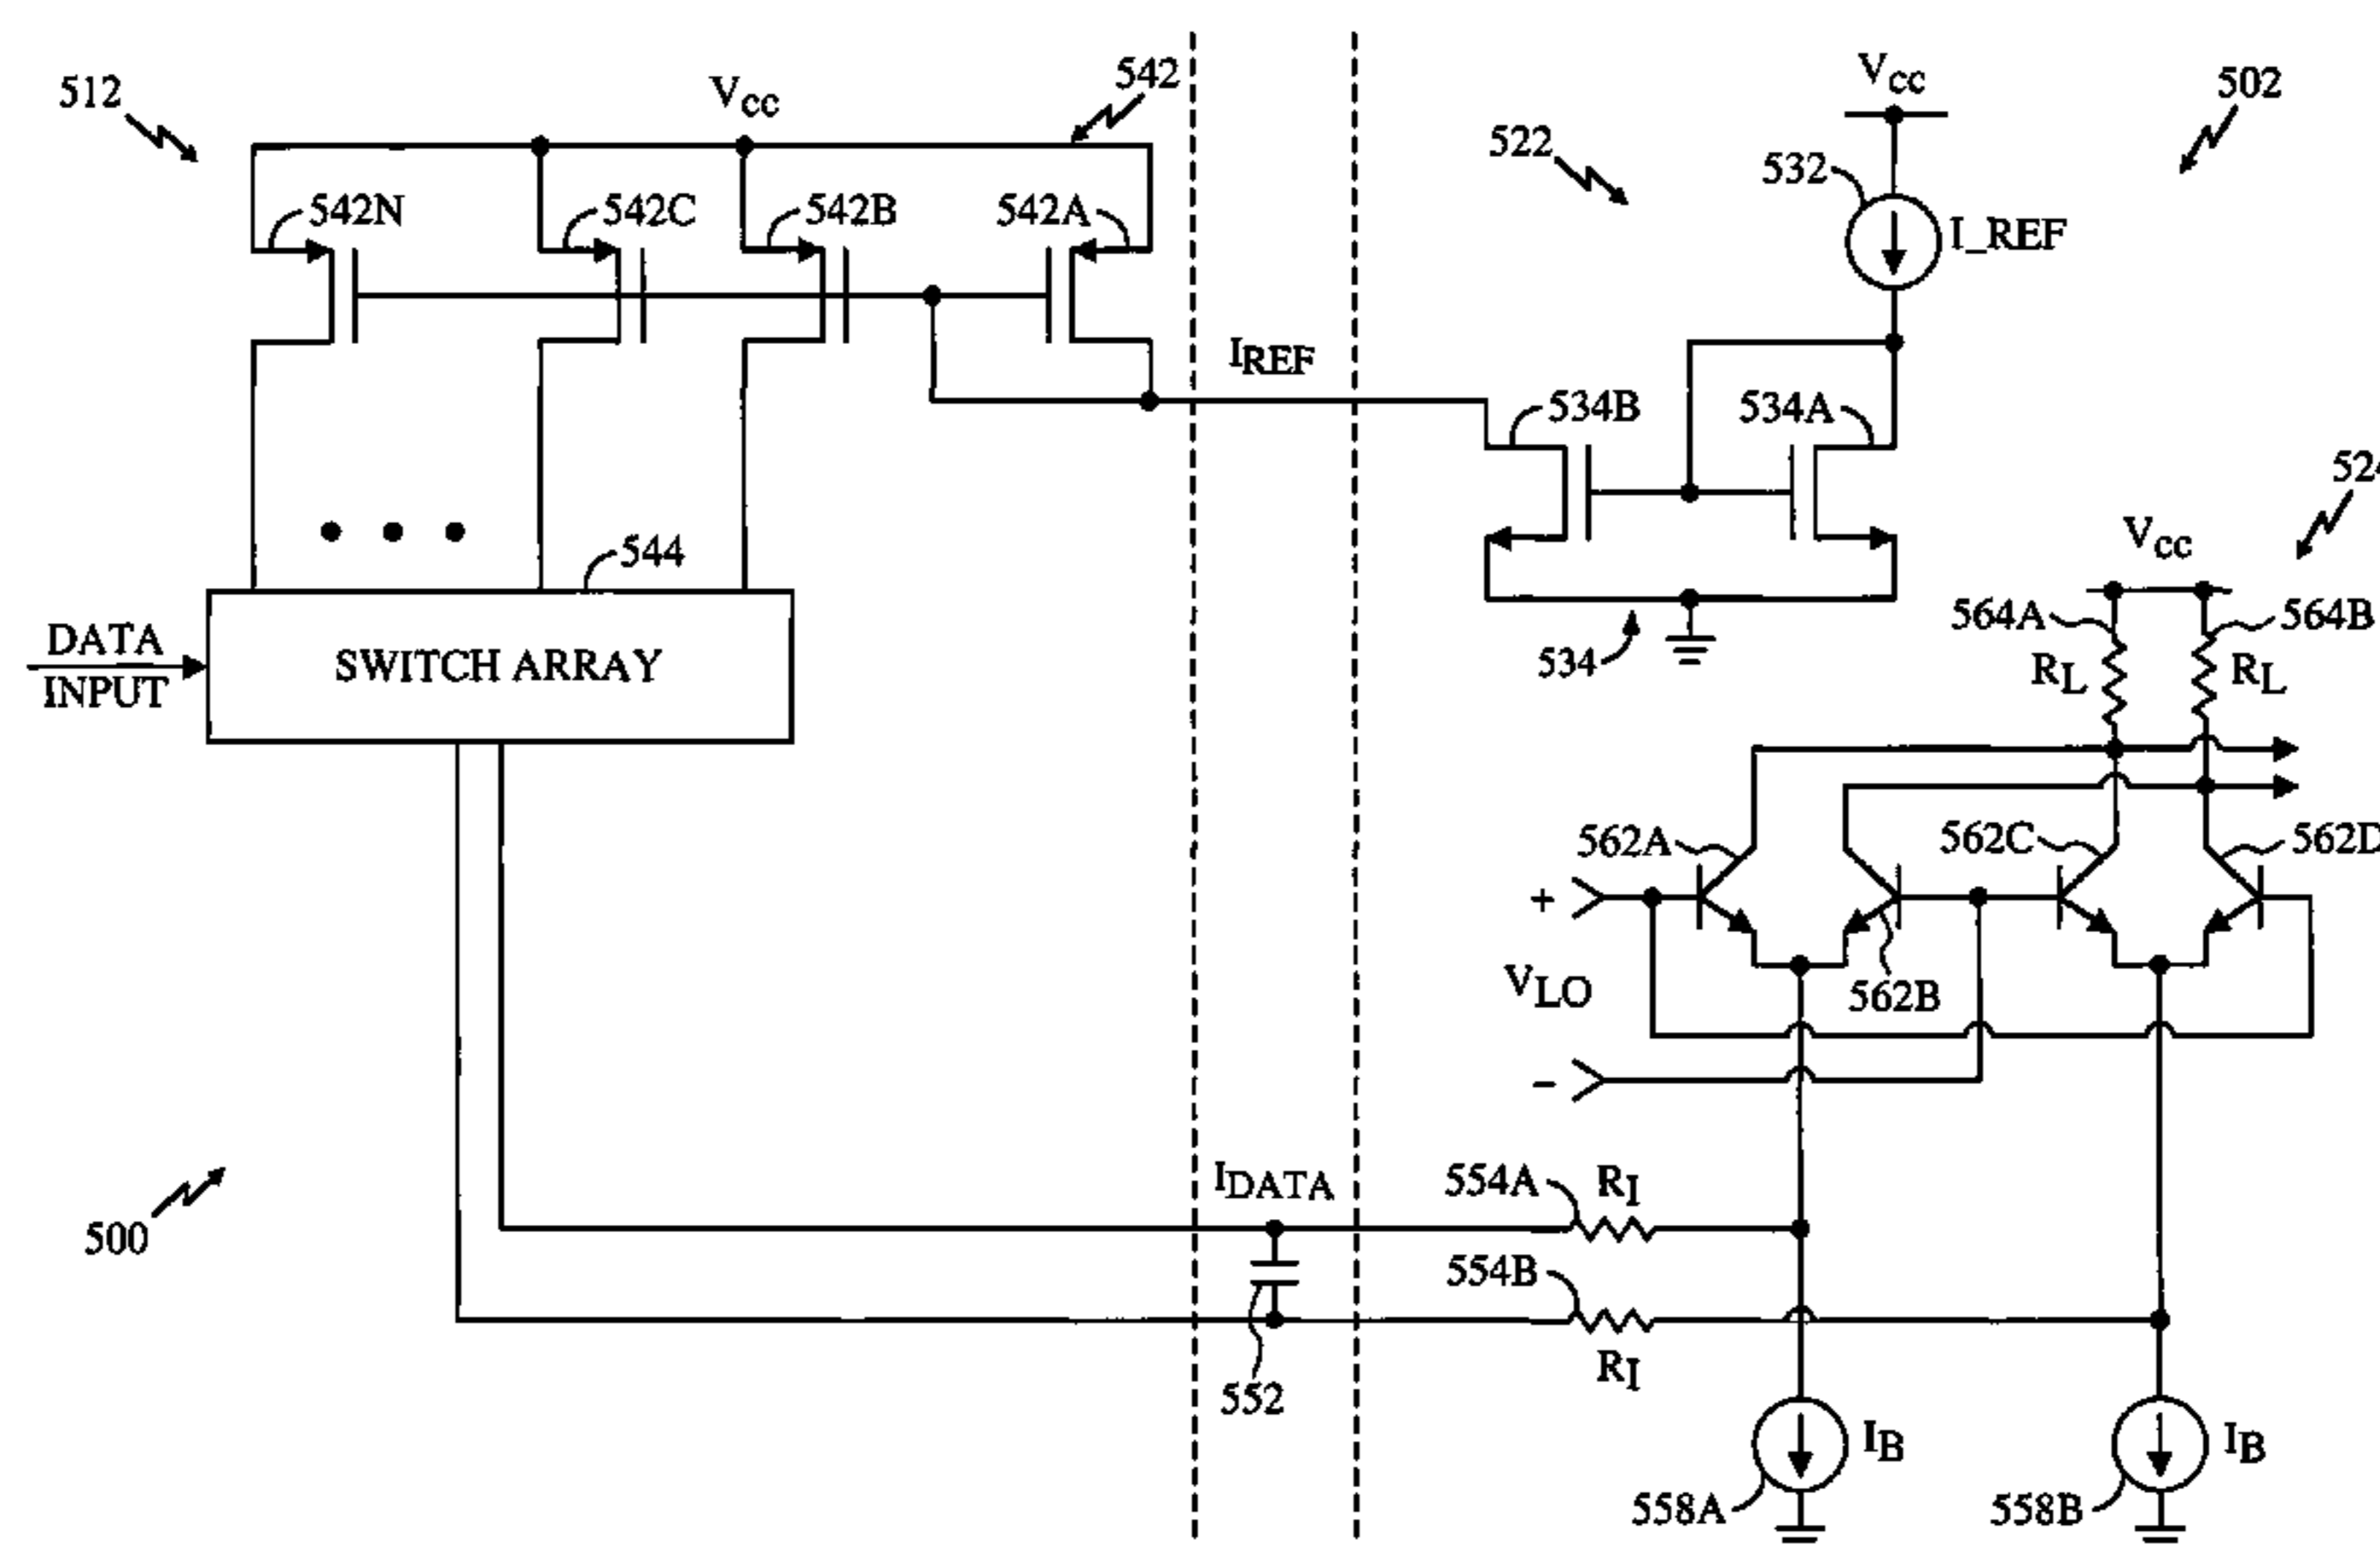 512
Vcc
542
Vcc
502
522
532
I_REF
542N
542C
542B
542A
IREF
534B
534A
Vcc
544
564A
564B
DATA
INPUT
SWITCH ARRAY
534
RL
RL
562A
562C
+
VLO
562B
−
IDATA
554A
RI
500
554B
RI
552
IB
IB
558A
558B